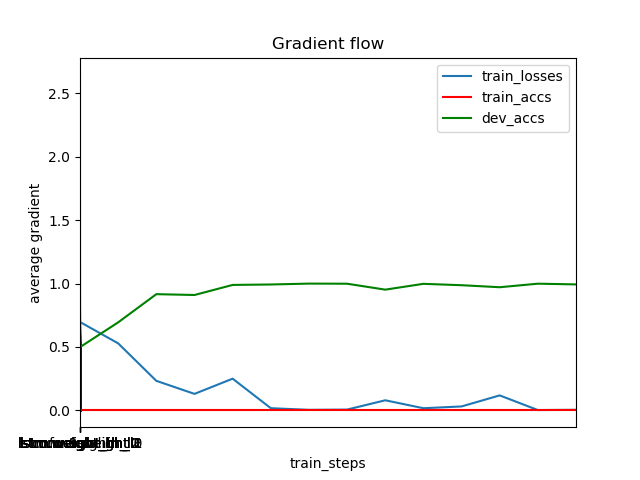 Gradient flow
train_losses
train_accs
dev_accs
2.5
2.0
1.5
1.0
0.5
0.0
average gradient
train_steps